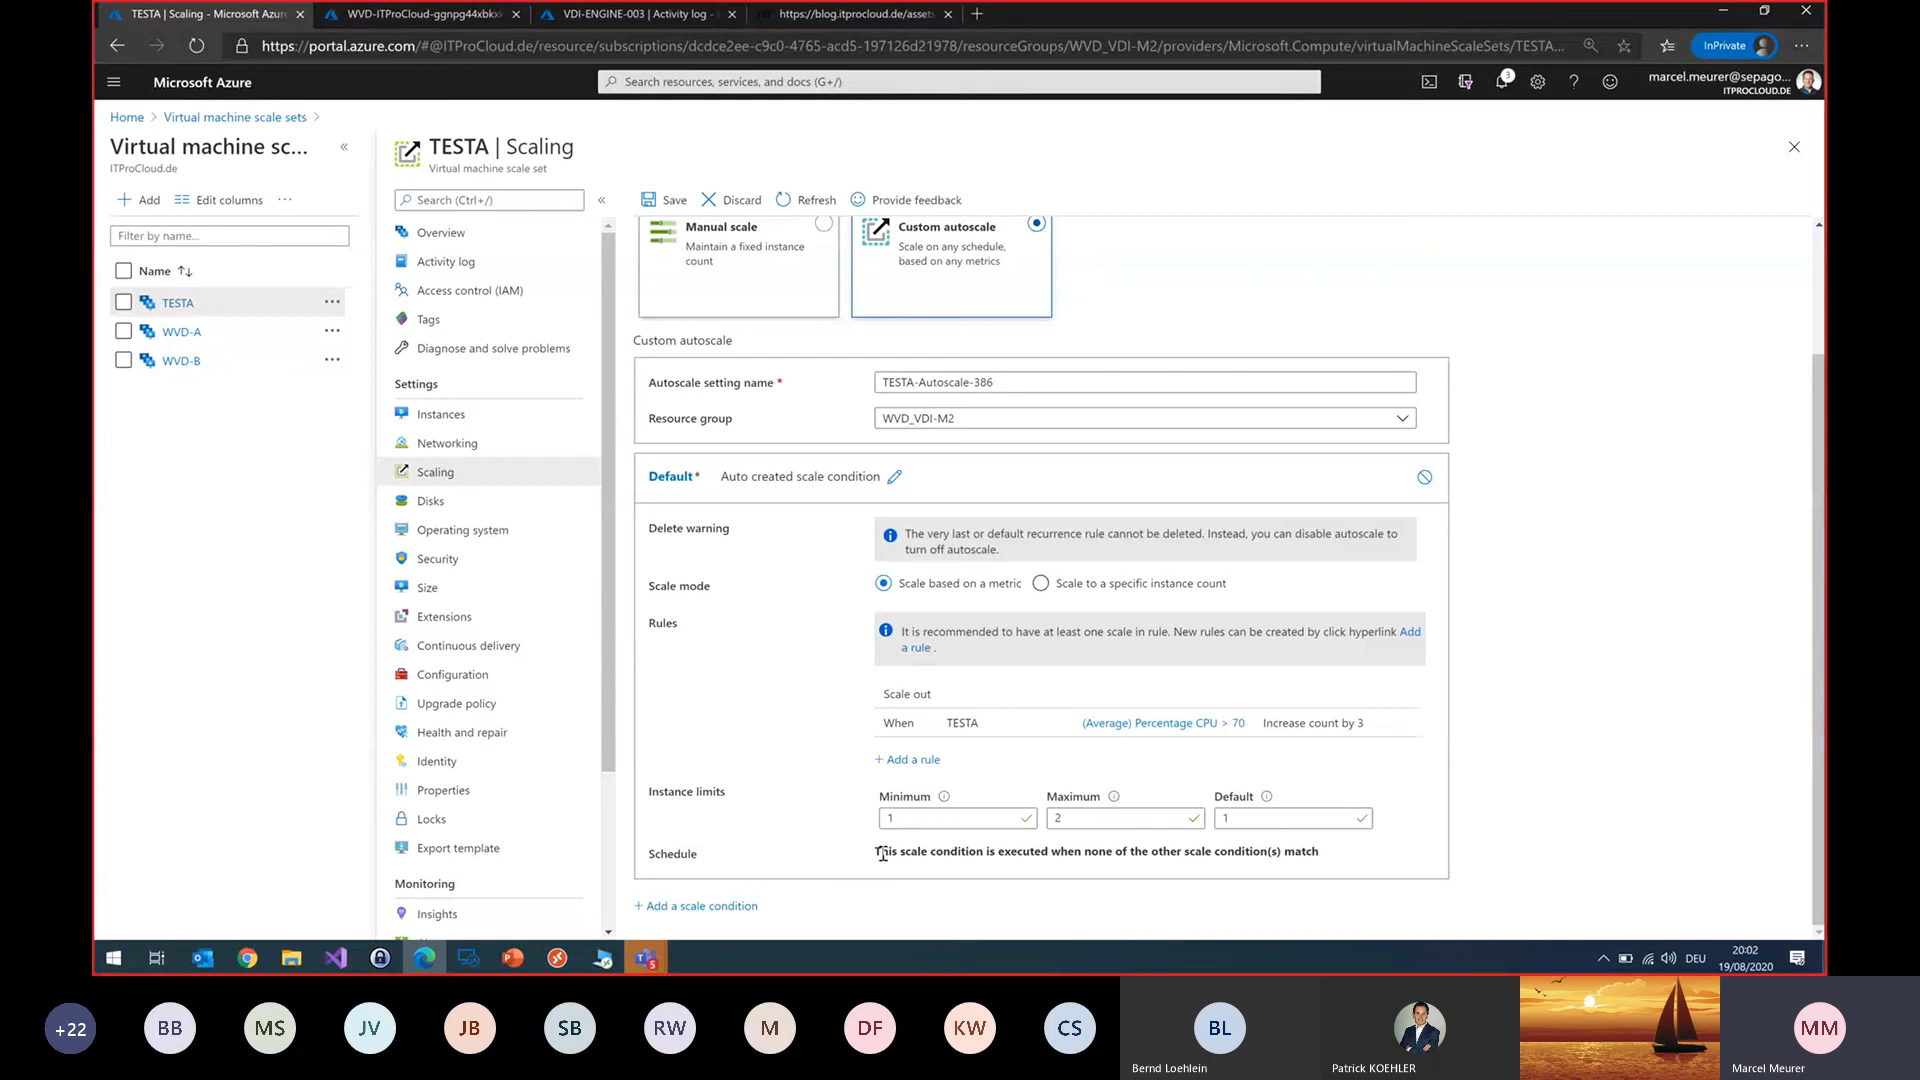 TESTA | Scaling - Microsoft Azure
WVD-ITProCloud-ggnpg44xbkx
VDI-ENGINE-003 | Activity log -
https://blog.itprocloud.de/assets
https://portal.azure.com/#@ITProCloud.de/resource/subscriptions/dcdce2ee-c9c0-4765-acd5-197126d21978/resourceGroups/WVD_VDI-M2/providers/Microsoft.Compute/virtualMachineScaleSets/TESTA...
InPrivate
Microsoft Azure
Search resources, services, and docs (G+/)
3
marcel.meurer@sepago...
ITPROCLOUD.DE
Home > Virtual machine scale sets >
Virtual machine sc...
ITProCloud.de
Add
Edit columns
Filter by name...
Name
TESTA
WVD-A
WVD-B
TESTA | Scaling
Virtual machine scale set
Search (Ctrl+/)
Overview
Activity log
Access control (IAM)
Tags
Diagnose and solve problems
Settings
Instances
Networking
Scaling
Disks
Operating system
Security
Size
Extensions
Continuous delivery
Configuration
Upgrade policy
Health and repair
Identity
Properties
Locks
Export template
Monitoring
Insights
Save
Discard
Refresh
Provide feedback
Manual scale
Maintain a fixed instance
count
Custom autoscale
Scale on any schedule,
based on any metrics
Custom autoscale
Autoscale setting name *
TESTA-Autoscale-386
Resource group
WVD_VDI-M2
Default* Auto created scale condition
Delete warning
The very last or default recurrence rule cannot be deleted. Instead, you can disable autoscale to
turn off autoscale.
Scale mode
Scale based on a metric
Scale to a specific instance count
Rules
It is recommended to have at least one scale in rule. New rules can be created by click hyperlink Add
a rule .
Scale out
When TESTA (Average) Percentage CPU > 70 Increase count by 3
+ Add a rule
Instance limits
Minimum
Maximum
Default
1
2
1
Schedule
This scale condition is executed when none of the other scale condition(s) match
+ Add a scale condition
DEU
20:02
19/08/2020
+22
BB
MS
JV
JB
SB
RW
M
DF
KW
CS
BL
MM
Bernd Loehlein
Patrick KOEHLER
Marcel Meurer